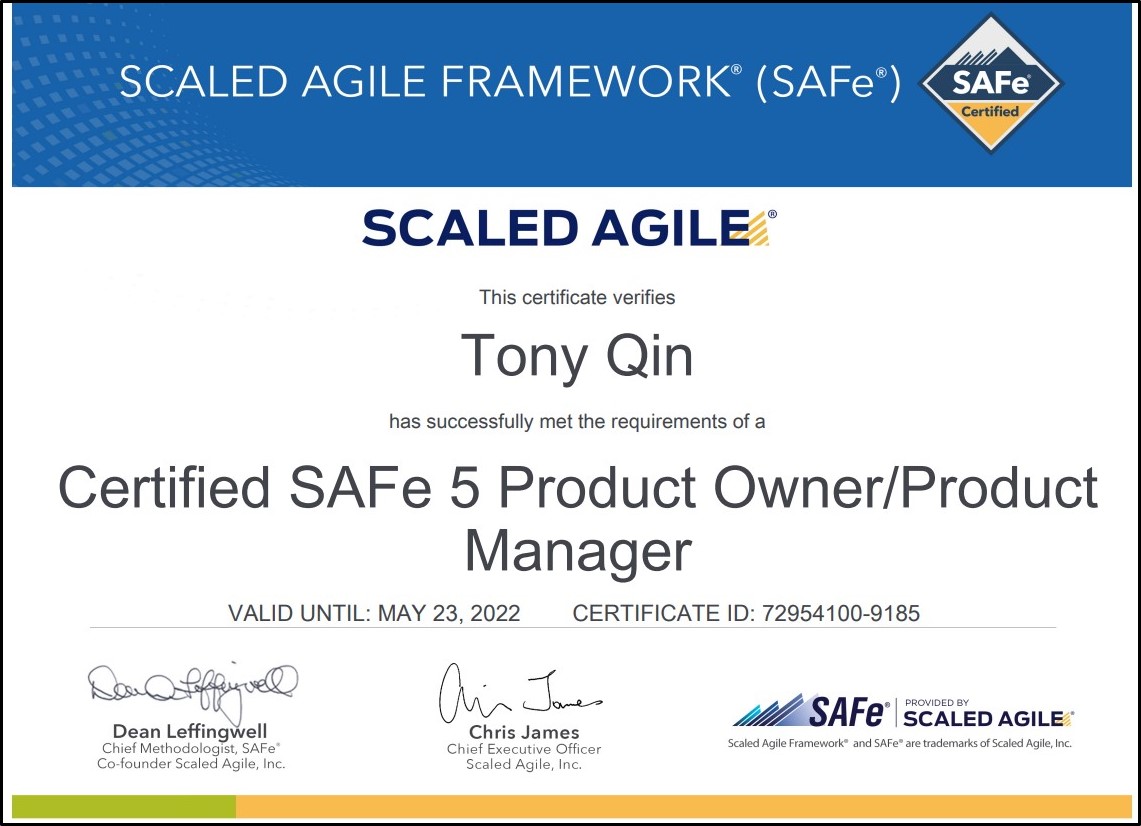 SCALED AGILE FRAMEWORK® (SAFe®)
SAFe®
Certified
SCALED AGILE®
This certificate verifies
Tony Qin
has successfully met the requirements of a
Certified SAFe 5 Product Owner/Product
Manager
VALID UNTIL: MAY 23, 2022 CERTIFICATE ID: 72954100-9185
Dean Leffingwell
Dean Leffingwell
Chief Methodologist, SAFe®
Co-founder Scaled Agile, Inc.
Chris James
Chris James
Chief Executive Officer
Scaled Agile, Inc.
SAFe® PROVIDED BY
SCALED AGILE®
Scaled Agile Framework® and SAFe® are trademarks of Scaled Agile, Inc.